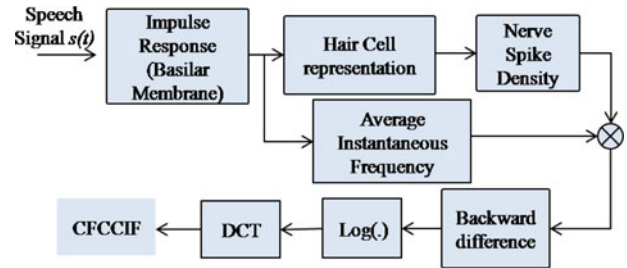 Speech
Signal s(t)
Impulse
Response
(Basilar
Membrane)
Hair Cell
representation
Nerve
Spike
Density
Average
Instantaneous
Frequency
Backward
difference
Log(.)
DCT
CFCCIF